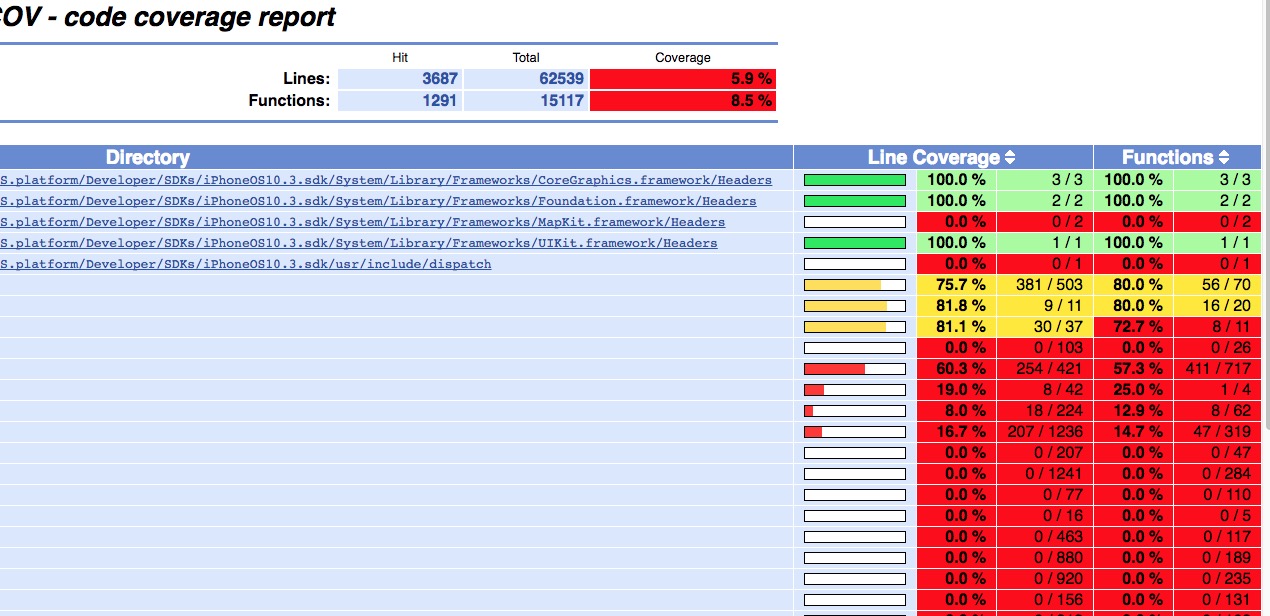 COV - code coverage report
Hit Total Coverage
Lines: 3687 62539 5.9 %
Functions: 1291 15117 8.5 %
Directory Line Coverage Functions
S.platform/Developer/SDKs/iPhoneOS10.3.sdk/System/Library/Frameworks/CoreGraphics.framework/Headers 100.0 % 3 / 3 100.0 % 3 / 3
S.platform/Developer/SDKs/iPhoneOS10.3.sdk/System/Library/Frameworks/Foundation.framework/Headers 100.0 % 2 / 2 100.0 % 2 / 2
S.platform/Developer/SDKs/iPhoneOS10.3.sdk/System/Library/Frameworks/MapKit.framework/Headers 0.0 % 0 / 2 0.0 % 0 / 2
S.platform/Developer/SDKs/iPhoneOS10.3.sdk/System/Library/Frameworks/UIKit.framework/Headers 100.0 % 1 / 1 100.0 % 1 / 1
S.platform/Developer/SDKs/iPhoneOS10.3.sdk/usr/include/dispatch 0.0 % 0 / 1 0.0 % 0 / 1
75.7 % 381 / 503 80.0 % 56 / 70
81.8 % 9 / 11 80.0 % 16 / 20
81.1 % 30 / 37 72.7 % 8 / 11
0.0 % 0 / 103 0.0 % 0 / 26
60.3 % 254 / 421 57.3 % 411 / 717
19.0 % 8 / 42 25.0 % 1 / 4
8.0 % 18 / 224 12.9 % 8 / 62
16.7 % 207 / 1236 14.7 % 47 / 319
0.0 % 0 / 207 0.0 % 0 / 47
0.0 % 0 / 1241 0.0 % 0 / 284
0.0 % 0 / 77 0.0 % 0 / 110
0.0 % 0 / 16 0.0 % 0 / 5
0.0 % 0 / 463 0.0 % 0 / 117
0.0 % 0 / 880 0.0 % 0 / 189
0.0 % 0 / 920 0.0 % 0 / 235
0.0 % 0 / 156 0.0 % 0 / 131